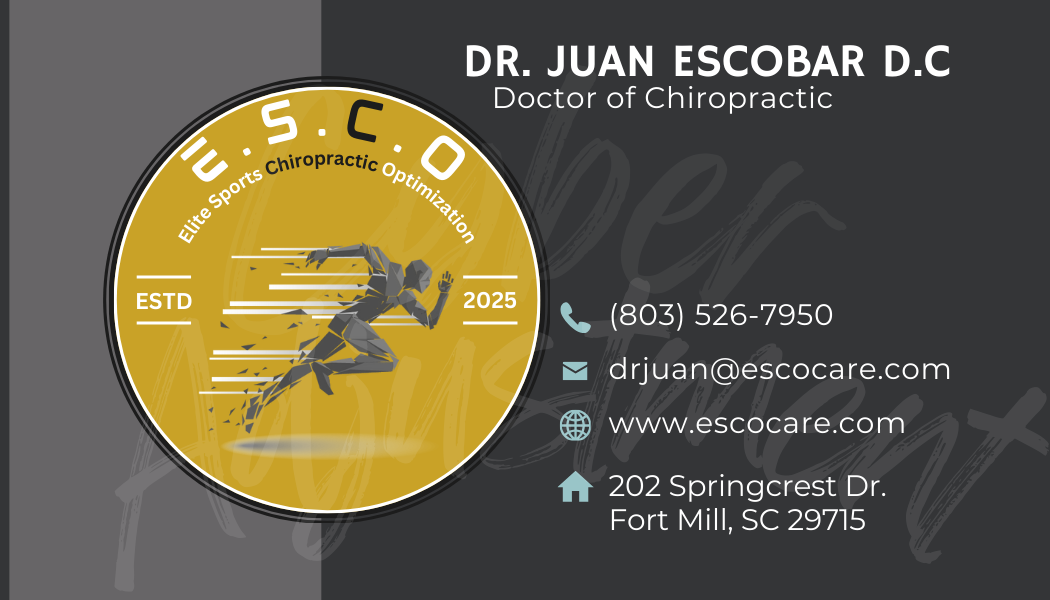 DR. JUAN ESCOBAR D.C
Doctor of Chiropractic
E.S.C.O
Elite Sports Chiropractic Optimization
ESTD
2025
(803) 526-7950
drjuan@escocare.com
www.escocare.com
202 Springcrest Dr.
Fort Mill, SC 29715